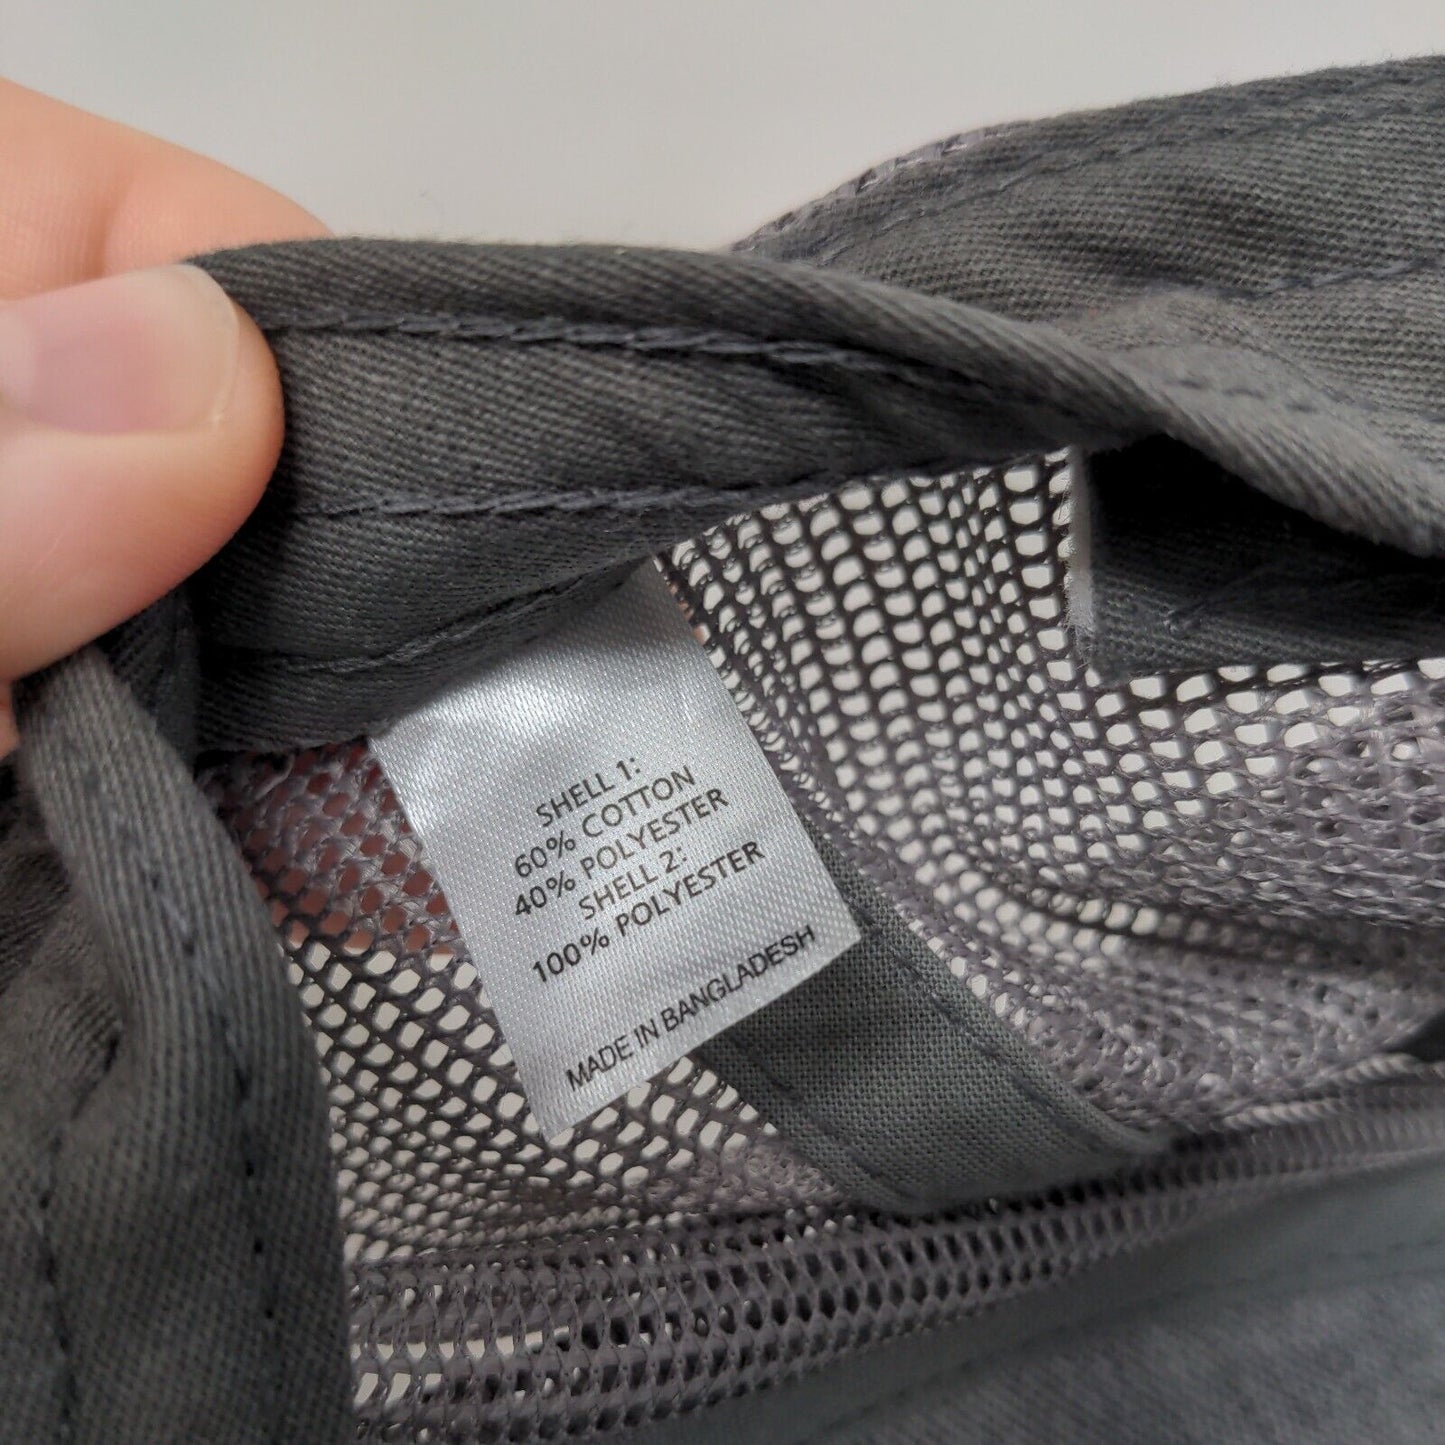 SHELL 1:
60% COTTON
40% POLYESTER
SHELL 2:
100% POLYESTER
MADE IN BANGLADESH